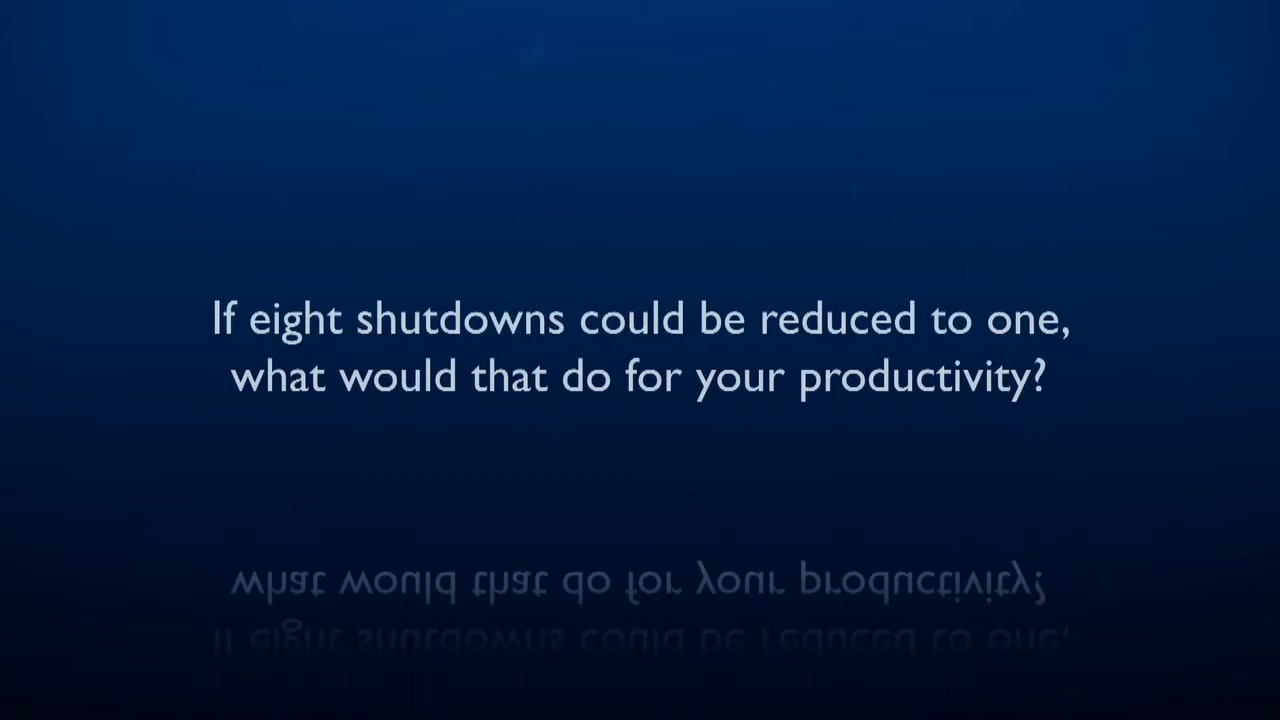 If eight shutdowns could be reduced to one,
what would that do for your productivity?